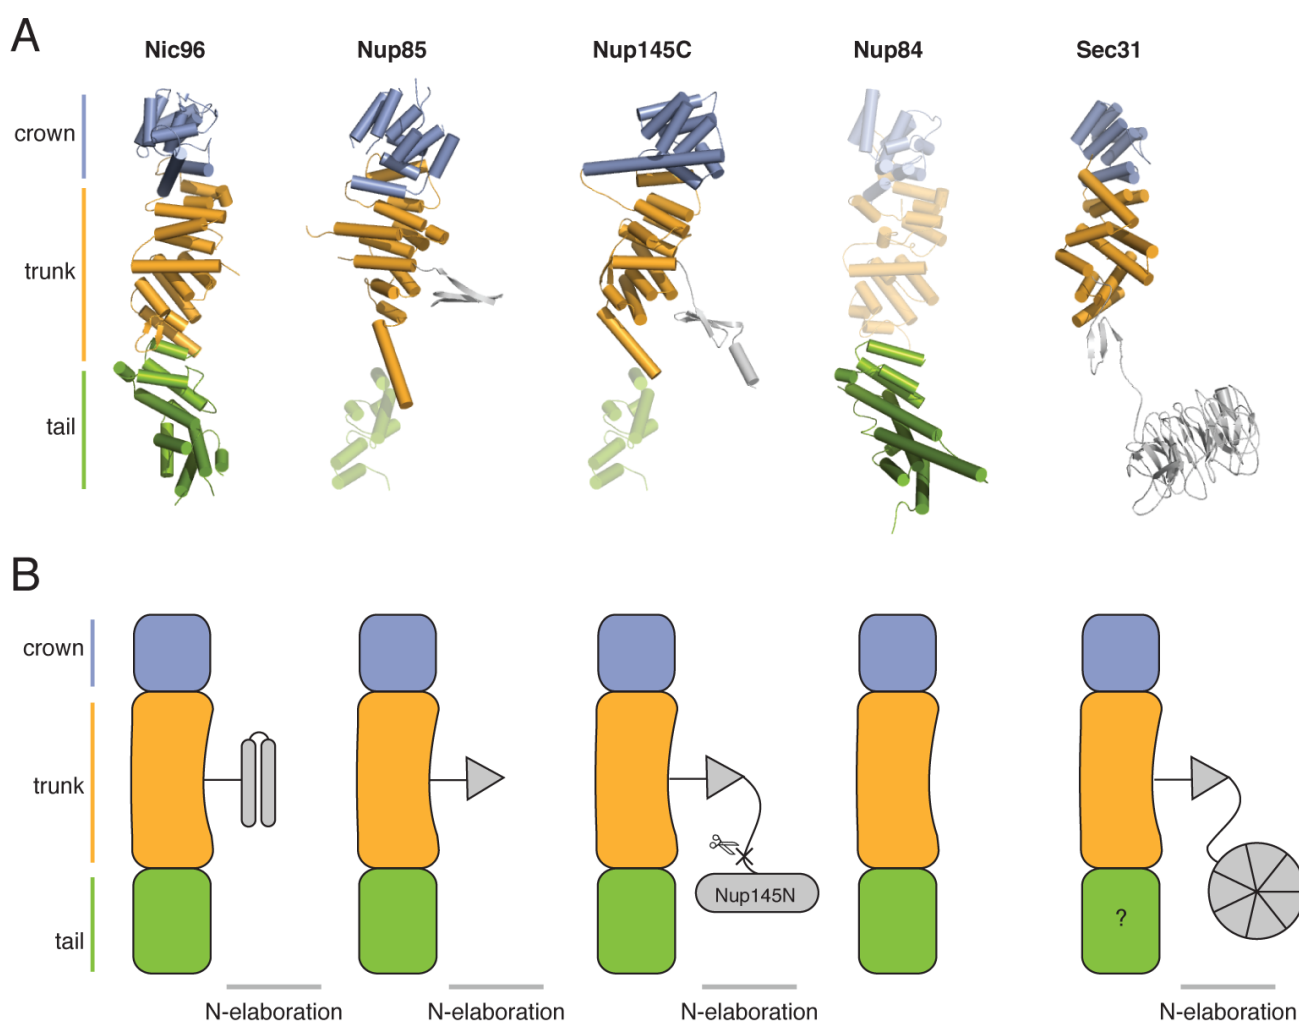 A
Nic96 Nup85 Nup145C Nup84 Sec31
crown
trunk
tail
B
crown
trunk
Nup145N
?
tail
N-elaboration N-elaboration N-elaboration N-elaboration